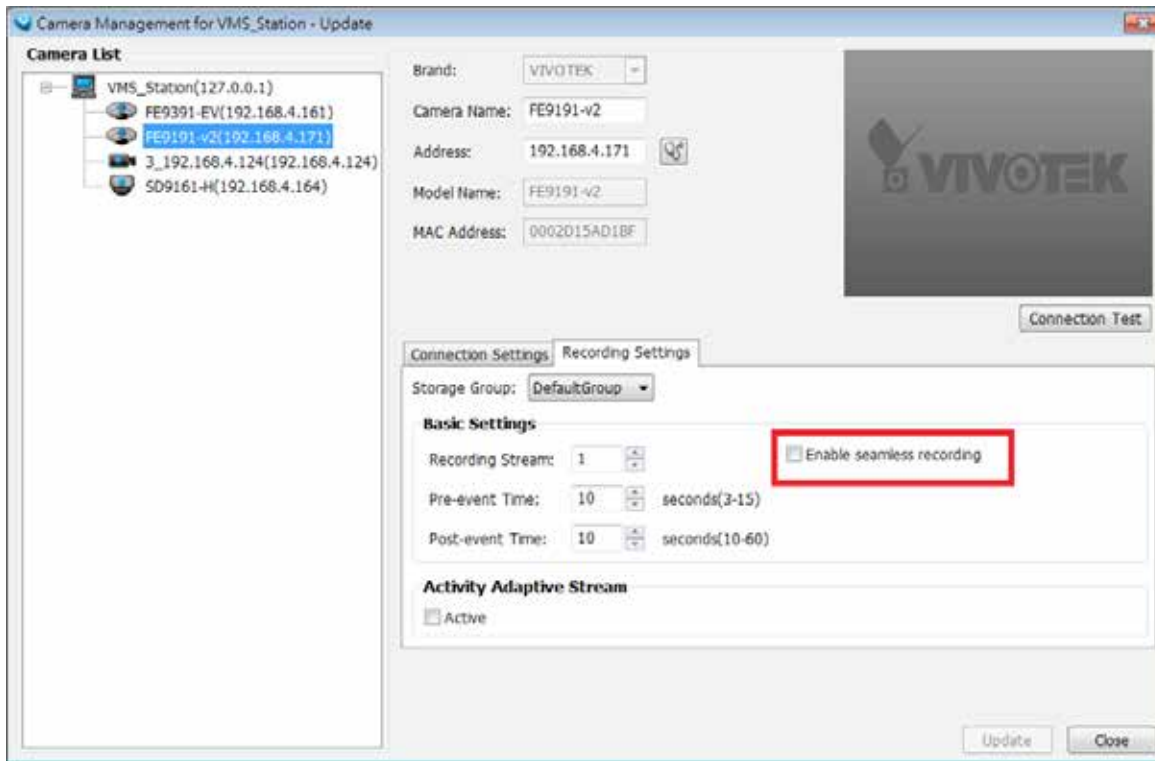 Camera Management for VMS_Station - Update
Camera List
VMS_Station(127.0.0.1)
FE9391-EV(192.168.4.161)
FE9191-v2(192.168.4.171)
3_192.168.4.124(192.168.4.124)
SD9161-H(192.168.4.164)
Brand: VIVOTEK
Camera Name: FE9191-v2
Address: 192.168.4.171
Model Name: FE9191-v2
MAC Address: 0002D15AD1BF
VIVOTEK
Connection Test
Connection Settings Recording Settings
Storage Group: DefaultGroup
Basic Settings
Recording Stream: 1 Enable seamless recording
Pre-event Time: 10 seconds(3-15)
Post-event Time: 10 seconds(10-60)
Activity Adaptive Stream
Active
Update Close